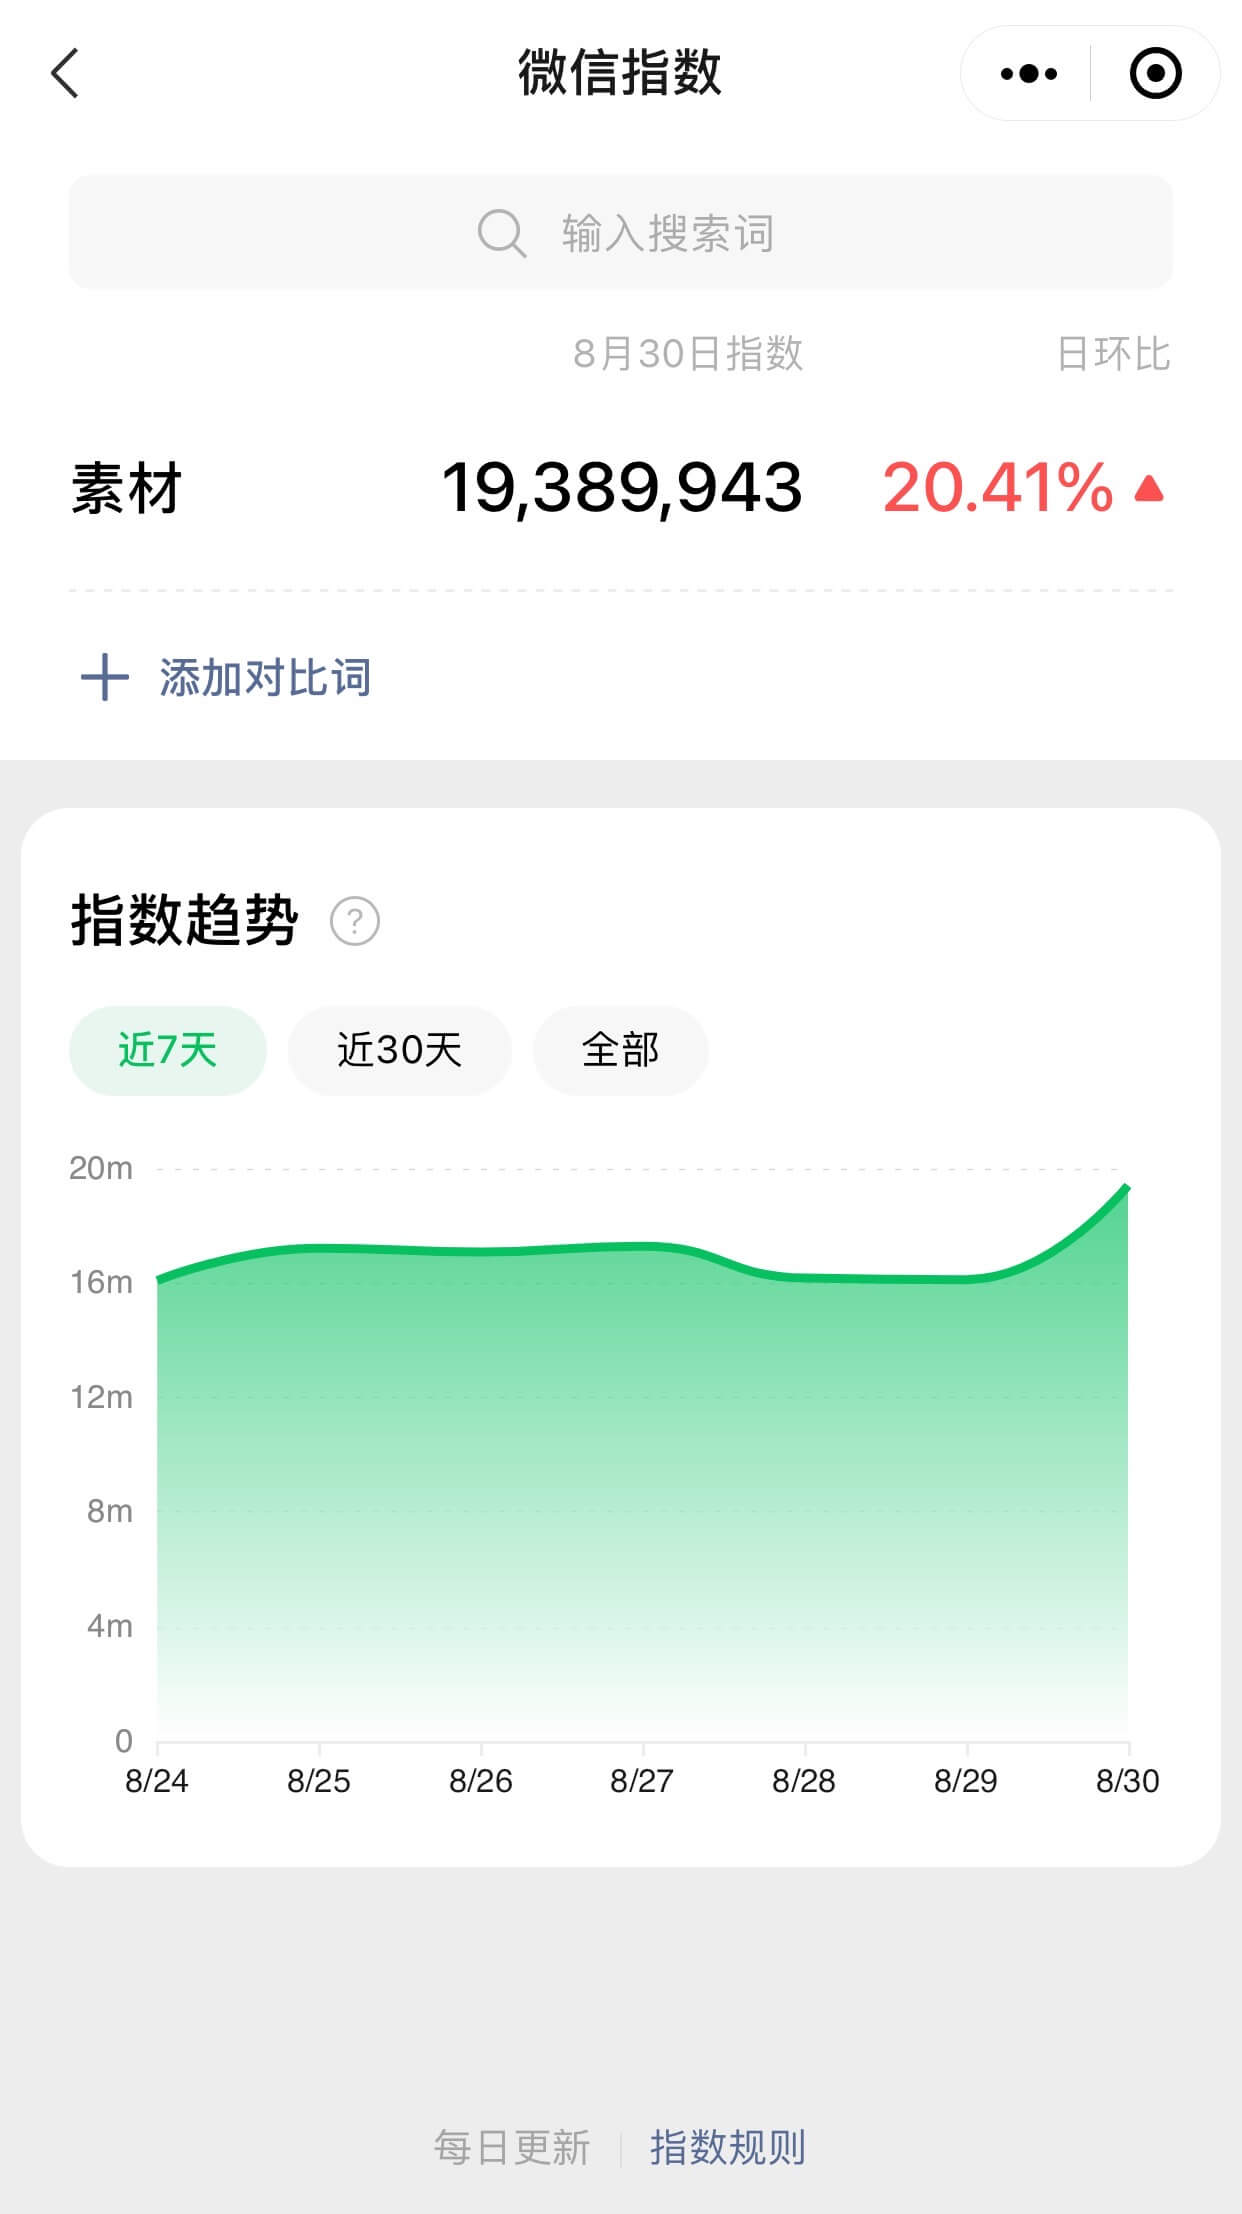 微信指数
输入搜索词
8月30日指数 日环比
素材 19,389,943 20.41%
添加对比词
指数趋势 ?
近7天 近30天 全部
20m
16m
12m
8m
4m
0
8/24 8/25 8/26 8/27 8/28 8/29 8/30
每日更新 指数规则